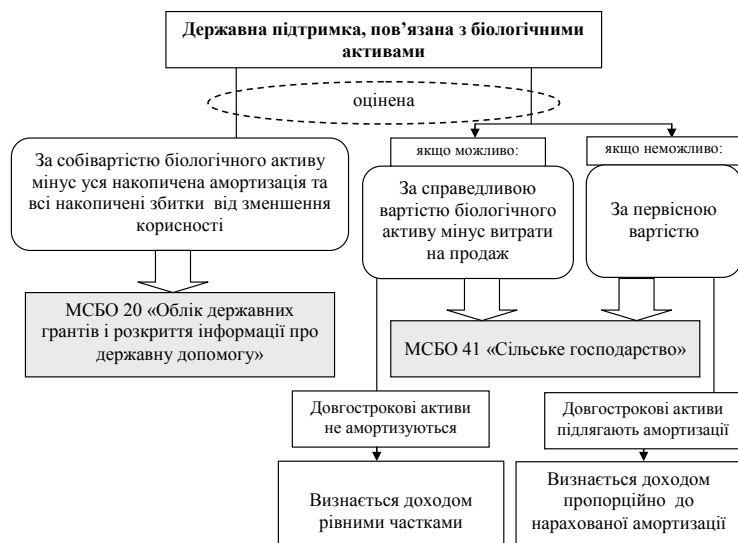 Державна підтримка, пов’язана з біологічними
активами
оцінена
За собівартістю біологічного активу
мінус уся накопичена амортизація та
всі накопичені збитки від зменшення
корисності
якщо можливо:
За справедливою
вартістю біологічного
активу мінус витрати
на продаж
якщо неможливо:
За первісною
вартістю
МСБО 20 «Облік державних
грантів і розкриття інформації про
державну допомогу»
МСБО 41 «Сільське господарство»
Довгострокові активи
не амортизуються
Довгострокові активи
підлягають амортизації
Визнається доходом
рівними частками
Визнається доходом
пропорційно до
нарахованої амортизації